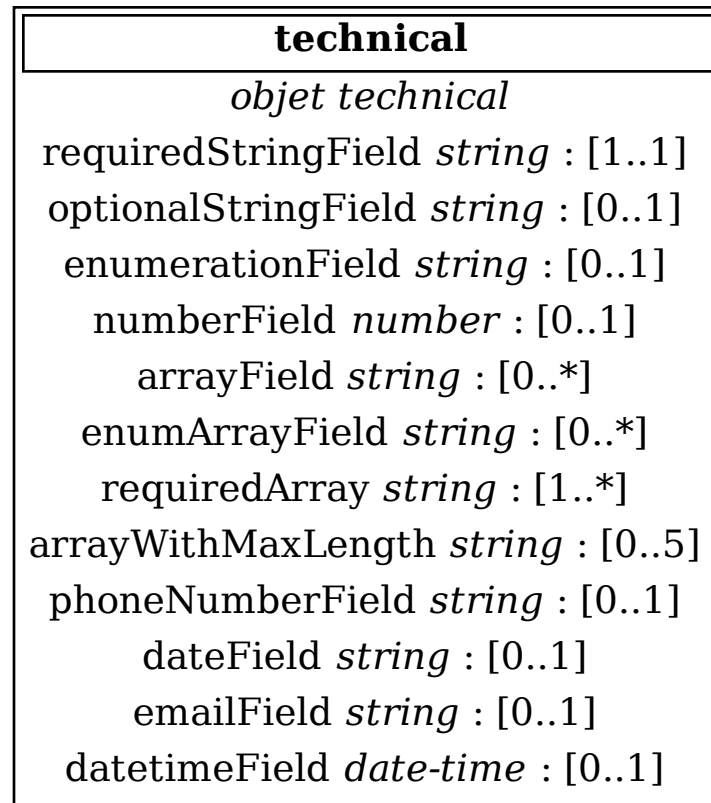 technical
objet technical
requiredStringField string : [1..1]
optionalStringField string : [0..1]
enumerationField string : [0..1]
numberField number : [0..1]
arrayField string : [0..*]
enumArrayField string : [0..*]
requiredArray string : [1..*]
arrayWithMaxLength string : [0..5]
phoneNumberField string : [0..1]
dateField string : [0..1]
emailField string : [0..1]
datetimeField date-time : [0..1]